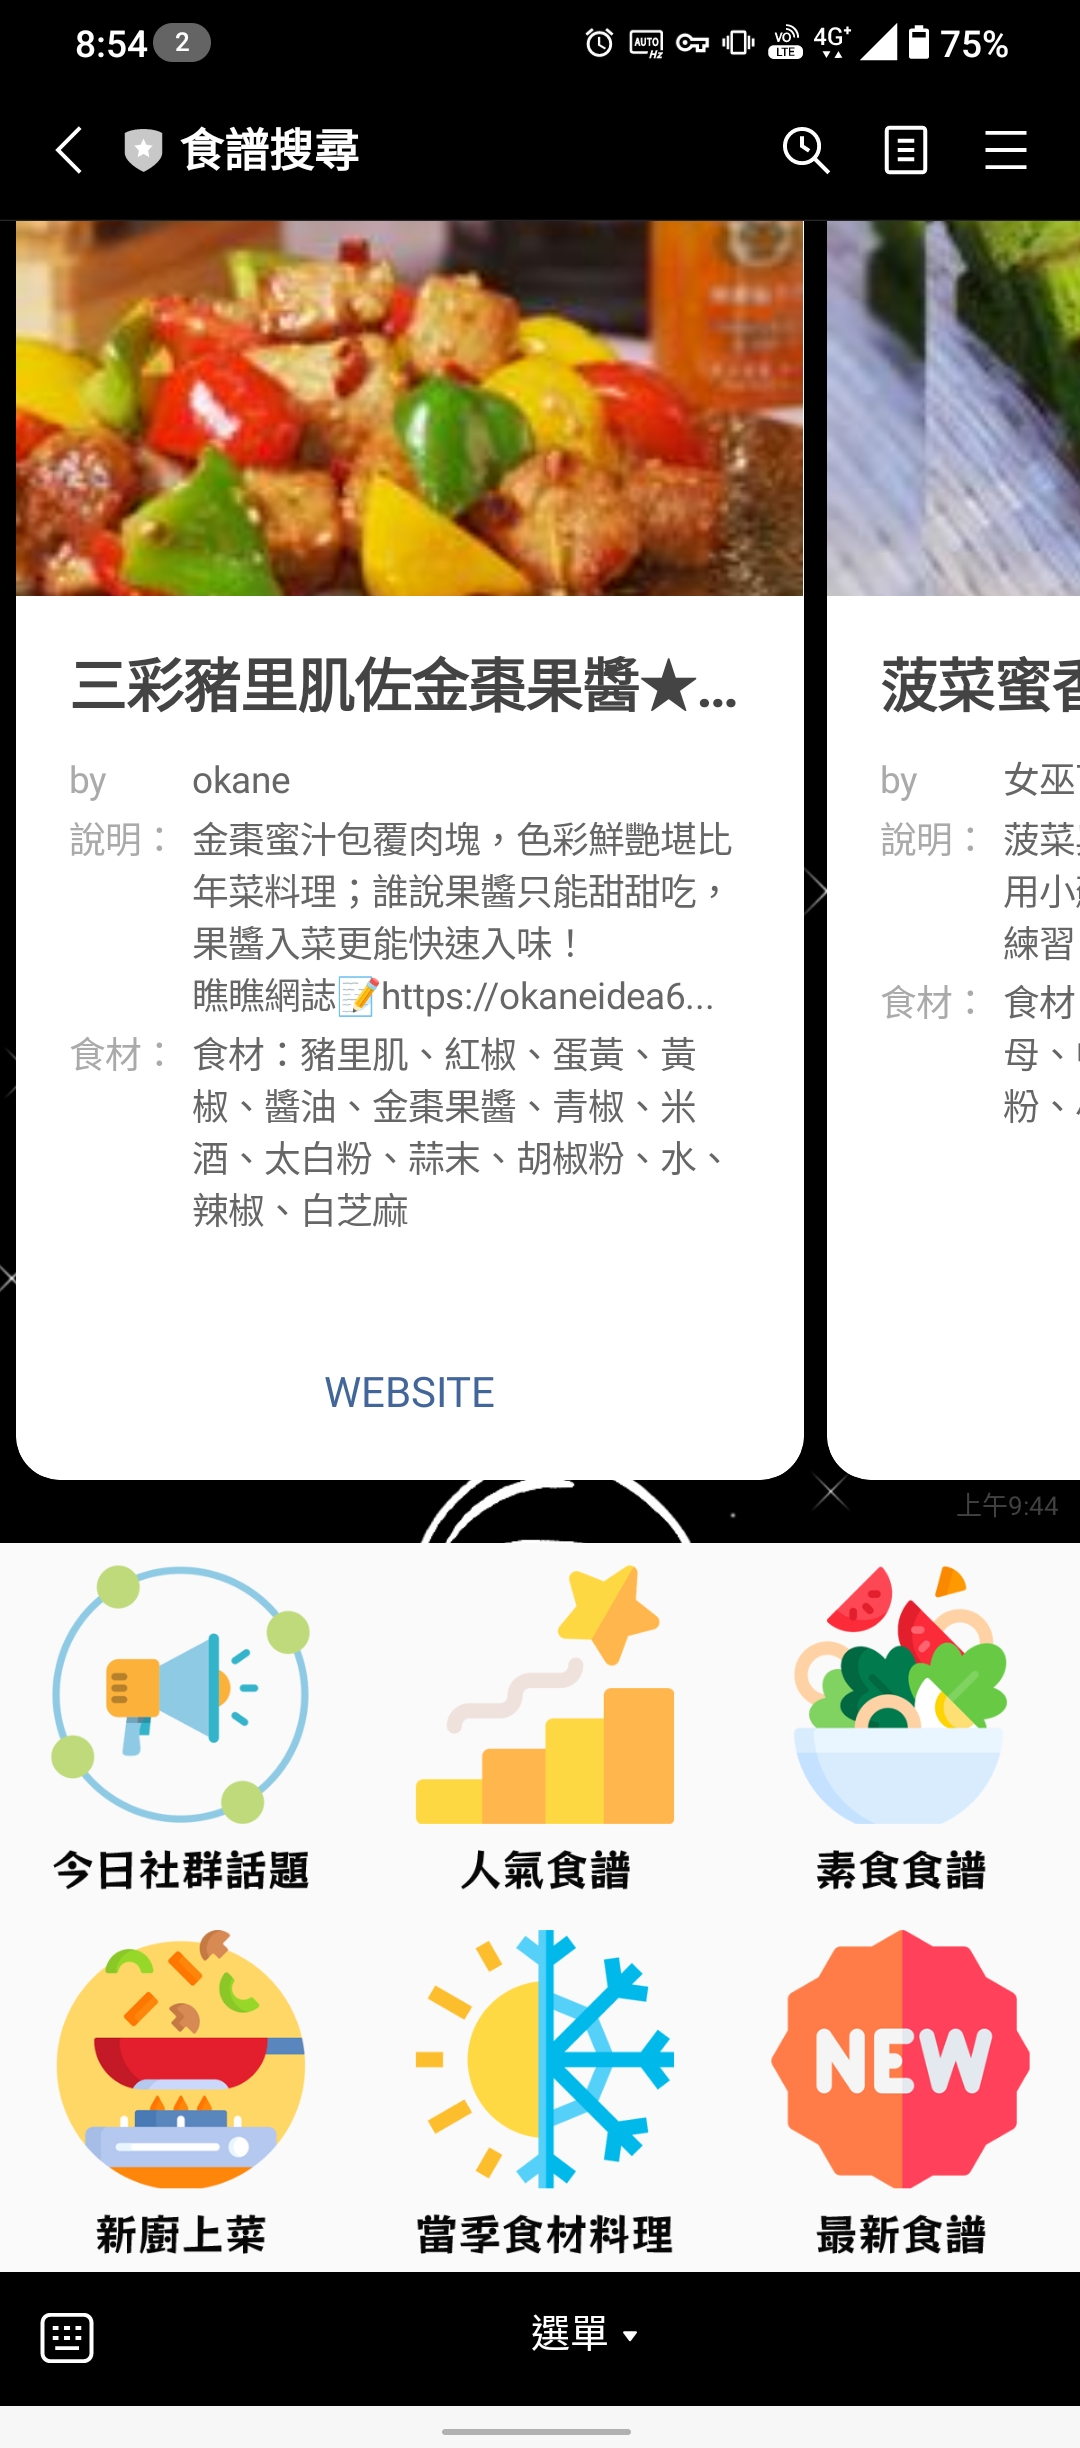 8:54 2 AUTO Hz VO LTE 4G+ 75%
食譜搜尋
三彩豬里肌佐金棗果醬★...
by okane
說明： 金棗蜜汁包覆肉塊，色彩鮮艷堪比
年菜料理；誰說果醬只能甜甜吃，
果醬入菜更能快速入味！
瞧瞧網誌📝https://okaneidea6...
食材： 食材：豬里肌、紅椒、蛋黃、黃
椒、醬油、金棗果醬、青椒、米
酒、太白粉、蒜末、胡椒粉、水、
辣椒、白芝麻
WEBSITE
菠菜蜜香
by 女巫
說明： 菠菜
用小
練習
食材： 食材
母、
粉、
上午9:44
今日社群話題
人氣食譜
素食食譜
新廚上菜
當季食材料理
NEW
最新食譜
選單